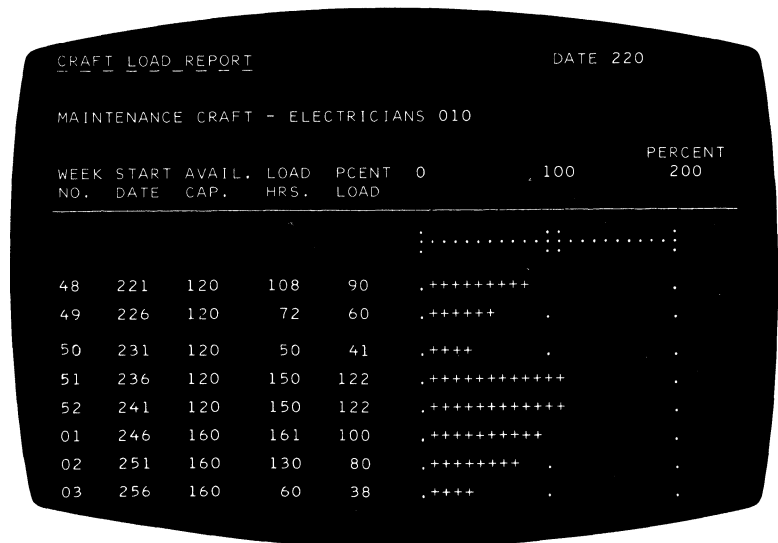 CRAFT LOAD REPORT DATE 220
MAINTENANCE CRAFT - ELECTRICIANS 010
PERCENT
WEEK START AVAIL. LOAD PCENT 0 100 200
NO. DATE CAP. HRS. LOAD
:..........::.........:
48 221 120 108 90 .+++++++++ .
49 226 120 72 60 .++++++ . .
50 231 120 50 41 .++++ . .
51 236 120 150 122 .++++++++++++ .
52 241 120 150 122 .++++++++++++ .
01 246 160 161 100 .++++++++++ .
02 251 160 130 80 .++++++++ . .
03 256 160 60 38 .++++ . .